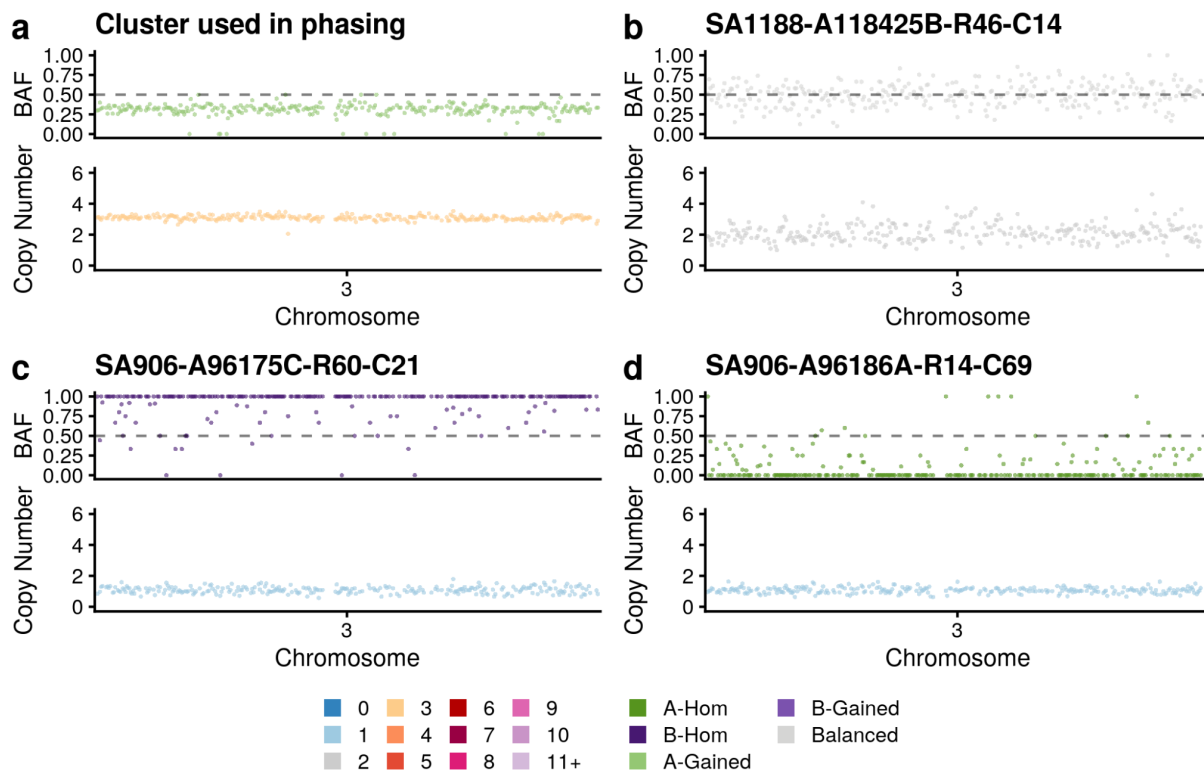 a Cluster used in phasing
BAF
1.00
0.75
0.50
0.25
0.00
Copy Number
6
4
2
0
3
Chromosome
b SA1188-A118425B-R46-C14
BAF
1.00
0.75
0.50
0.25
0.00
Copy Number
6
4
2
0
3
Chromosome
c SA906-A96175C-R60-C21
BAF
1.00
0.75
0.50
0.25
0.00
Copy Number
6
4
2
0
3
Chromosome
d SA906-A96186A-R14-C69
BAF
1.00
0.75
0.50
0.25
0.00
Copy Number
6
4
2
0
3
Chromosome
0 3 6 9
1 4 7 10
2 5 8 11+
A-Hom B-Gained
B-Hom Balanced
A-Gained